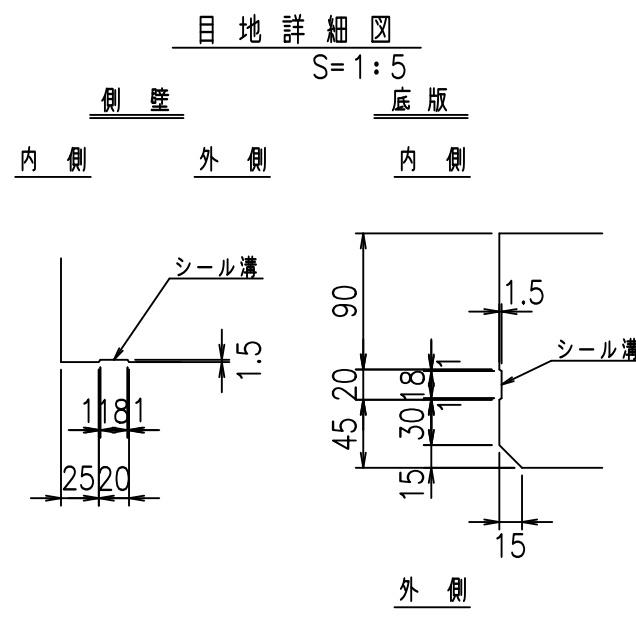 目地詳細図
S=1:5
側壁
底版
内側
外側
内側
シール溝
1.5
1 18 1
25 20
90
20
45
1
18
1
30
15
1.5
シール溝
15
外側